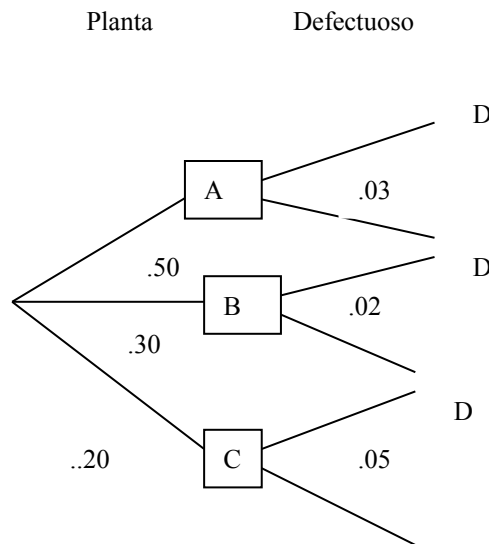 Planta Defectuoso
D
A .03
.50
D
B .02
.30
D
C .05
..20